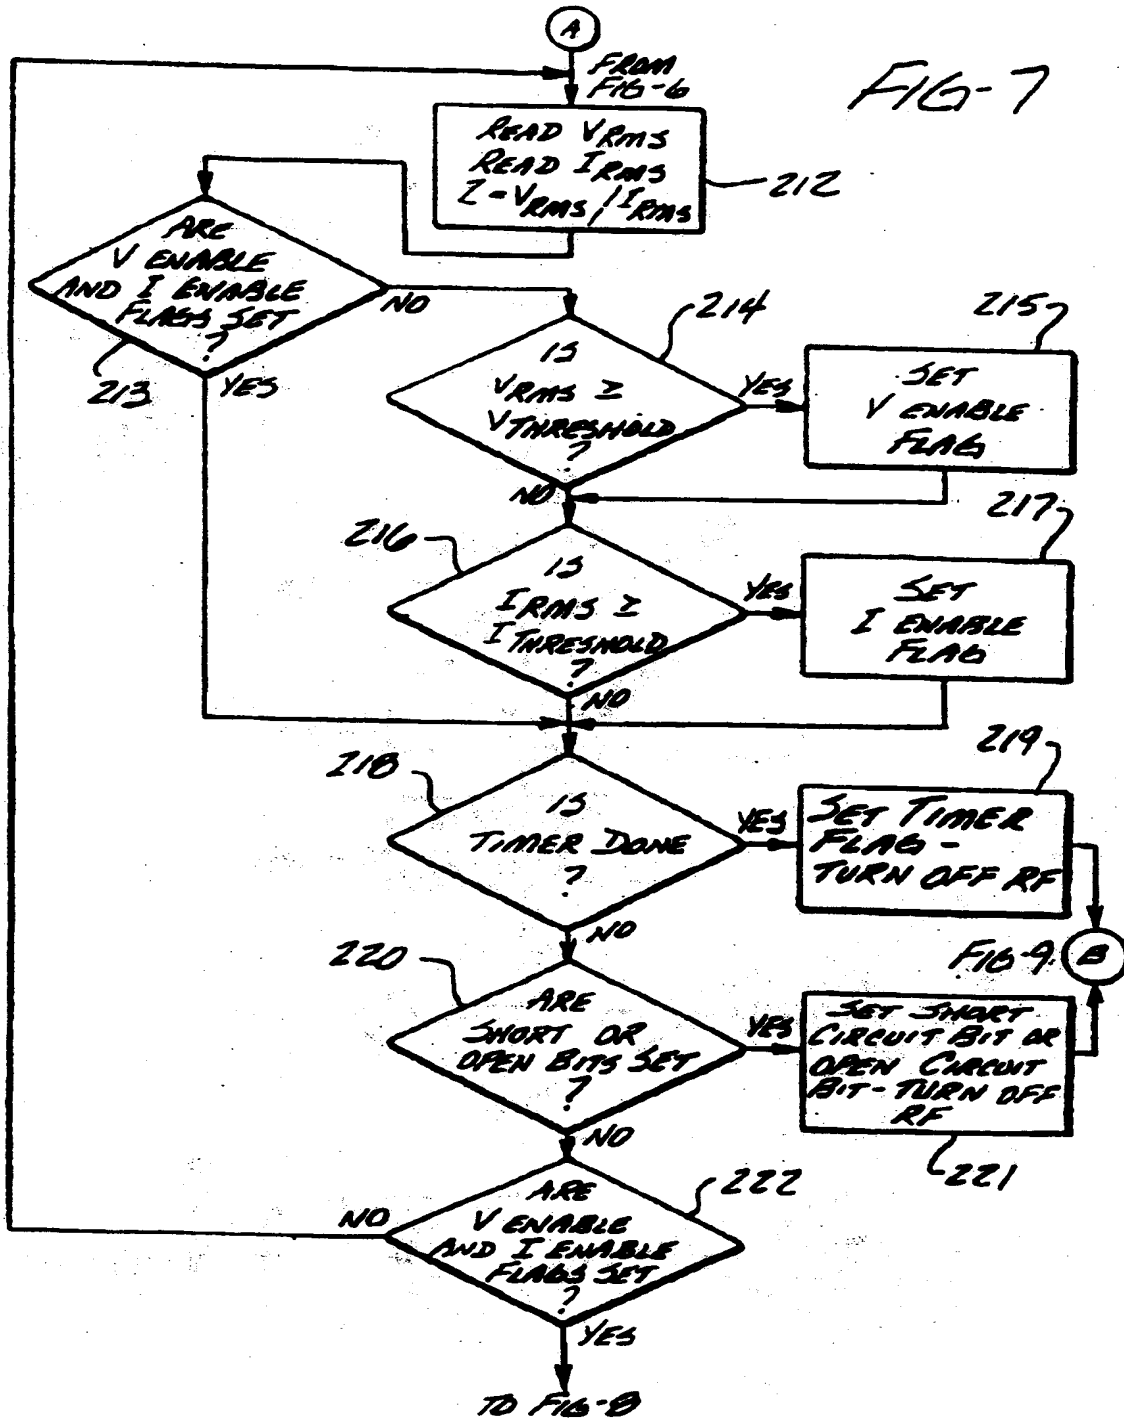 A
FROM
FIG-6
FIG-7
READ VRMS
READ IRMS
Z=VRMS/IRMS
212
ARE
V ENABLE
AND I ENABLE
FLAGS SET
?
213
NO
YES
IS
VRMS ≥
VTHRESHOLD
?
214
YES
NO
215
SET
V ENABLE
FLAG
216
IS
IRMS ≥
ITHRESHOLD
?
YES
NO
217
SET
I ENABLE
FLAG
218
IS
TIMER DONE
?
YES
NO
219
SET TIMER
FLAG-
TURN OFF RF
FIG-9
B
220
ARE
SHORT OR
OPEN BITS SET
?
YES
NO
SET SHORT
CIRCUIT BIT OR
OPEN CIRCUIT
BIT-TURN OFF
RF
221
222
ARE
V ENABLE
AND I ENABLE
FLAGS SET
?
NO
YES
TO FIG-8